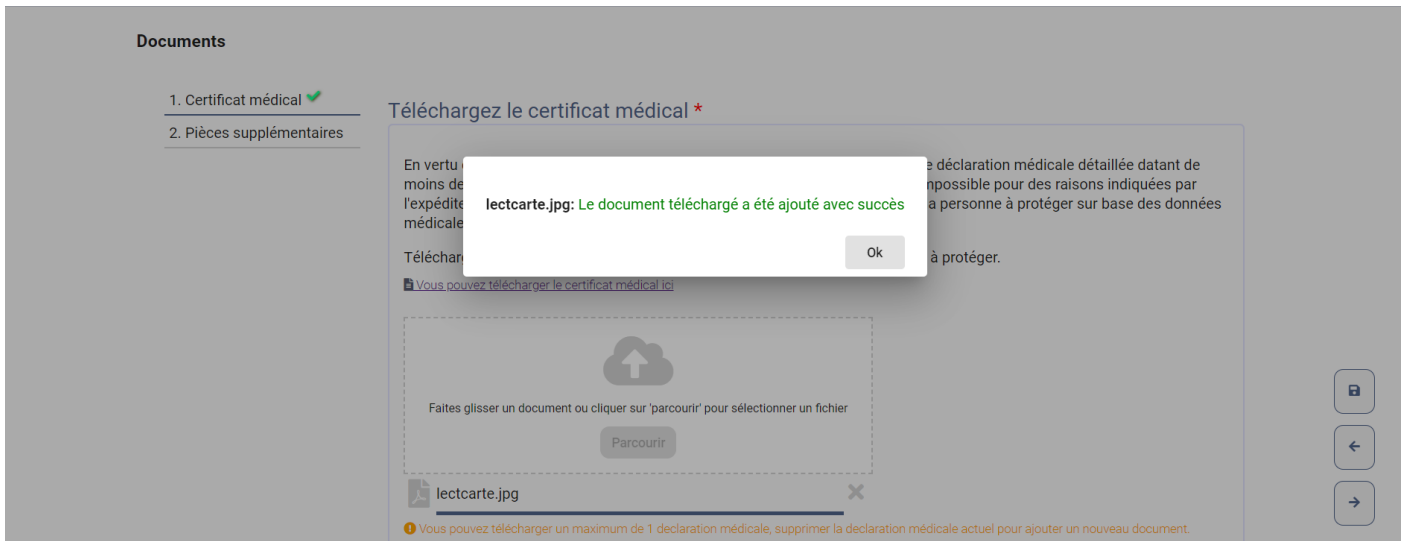 Documents
1. Certificat médical
2. Pièces supplémentaires
Téléchargez le certificat médical *
En vertu
e déclaration médicale détaillée datant de
moins de
mpossible pour des raisons indiquées par
l'expédite
a personne à protéger sur base des données
médicale
Téléchar
à protéger.
lectcarte.jpg: Le document téléchargé a été ajouté avec succès
Ok
Vous pouvez télécharger le certificat médical ici
Faites glisser un document ou cliquer sur 'parcourir' pour sélectionner un fichier
Parcourir
lectcarte.jpg
Vous pouvez télécharger un maximum de 1 declaration médicale, supprimer la declaration médicale actuel pour ajouter un nouveau document.